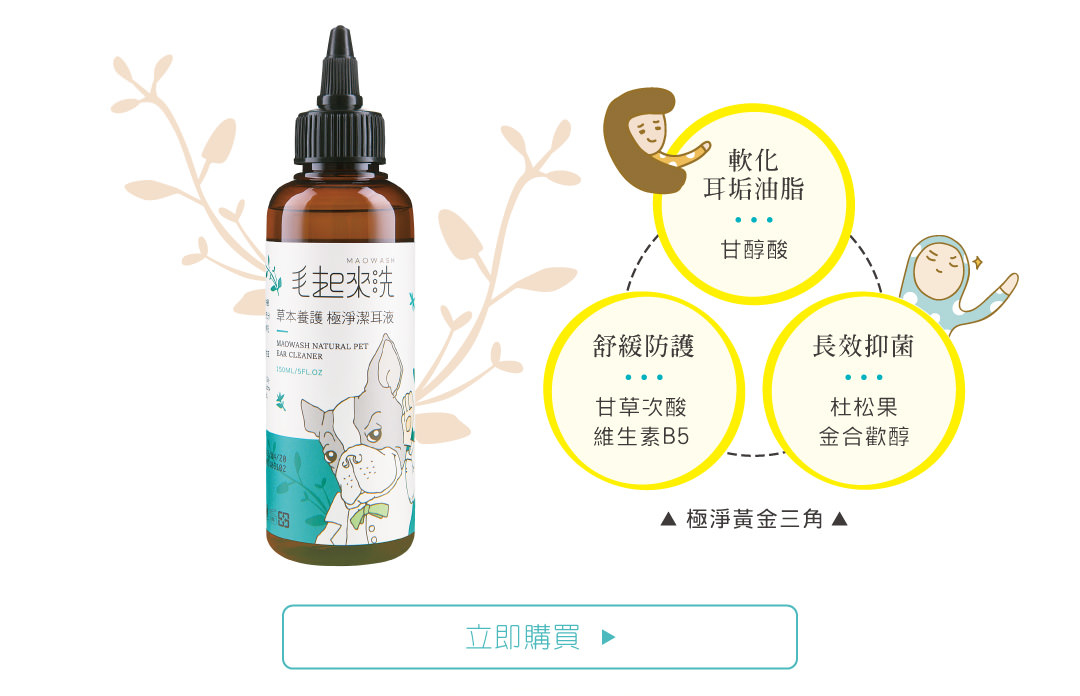 MAOWASH
毛起來洗
草本養護 極淨潔耳液
MAOWASH NATURAL PET
EAR CLEANER
150ML/5FL.OZ
軟化
耳垢油脂
甘醇酸
舒緩防護
甘草次酸
維生素B5
長效抑菌
杜松果
金合歡醇
▲ 極淨黃金三角 ▲
立即購買 ▶